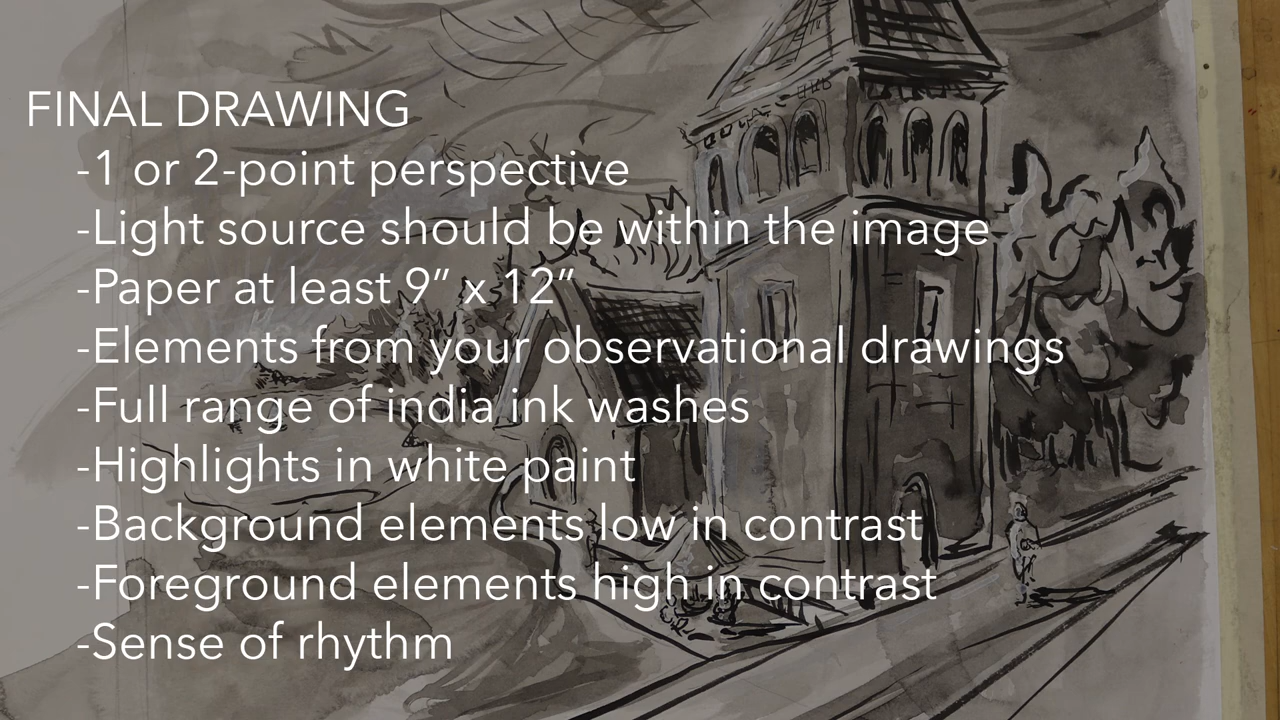 FINAL DRAWING
-1 or 2-point perspective
-Light source should be within the image
-Paper at least 9” x 12”
-Elements from your observational drawings
-Full range of india ink washes
-Highlights in white paint
-Background elements low in contrast
-Foreground elements high in contrast
-Sense of rhythm